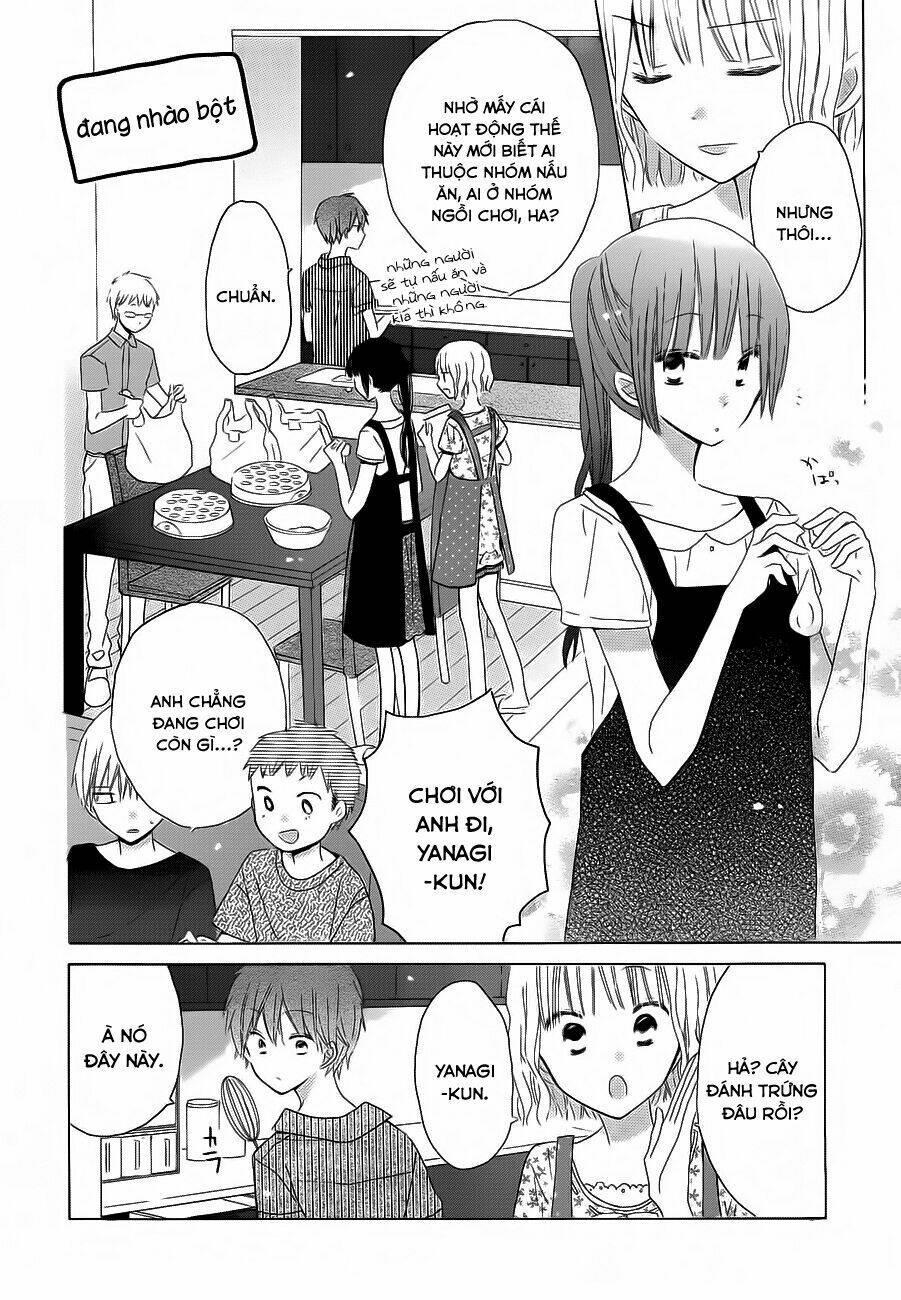 NHƯNG
THÔI...
NHỜ MẤY CÁI
HOẠT ĐỘNG THẾ
NÀY MỚI BIẾT AI
THUỘC NHÓM NẤU
ĂN, AI Ở NHÓM
NGỒI CHƠI, HA?
những người
sẽ tự nấu ăn và
những người
kia thì không
đang nhào bột
CHUẨN.
かぱっ
CHƠI VỚI
ANH ĐI,
YANAGI
-KUN!
ANH CHẲNG
ĐANG CHƠI
CÒN GÌ...?
HẢ? CÂY
ĐÁNH TRỨNG
ĐÂU RỒI?
YANAGI
-KUN.
À NÓ
ĐÂY NÀY.